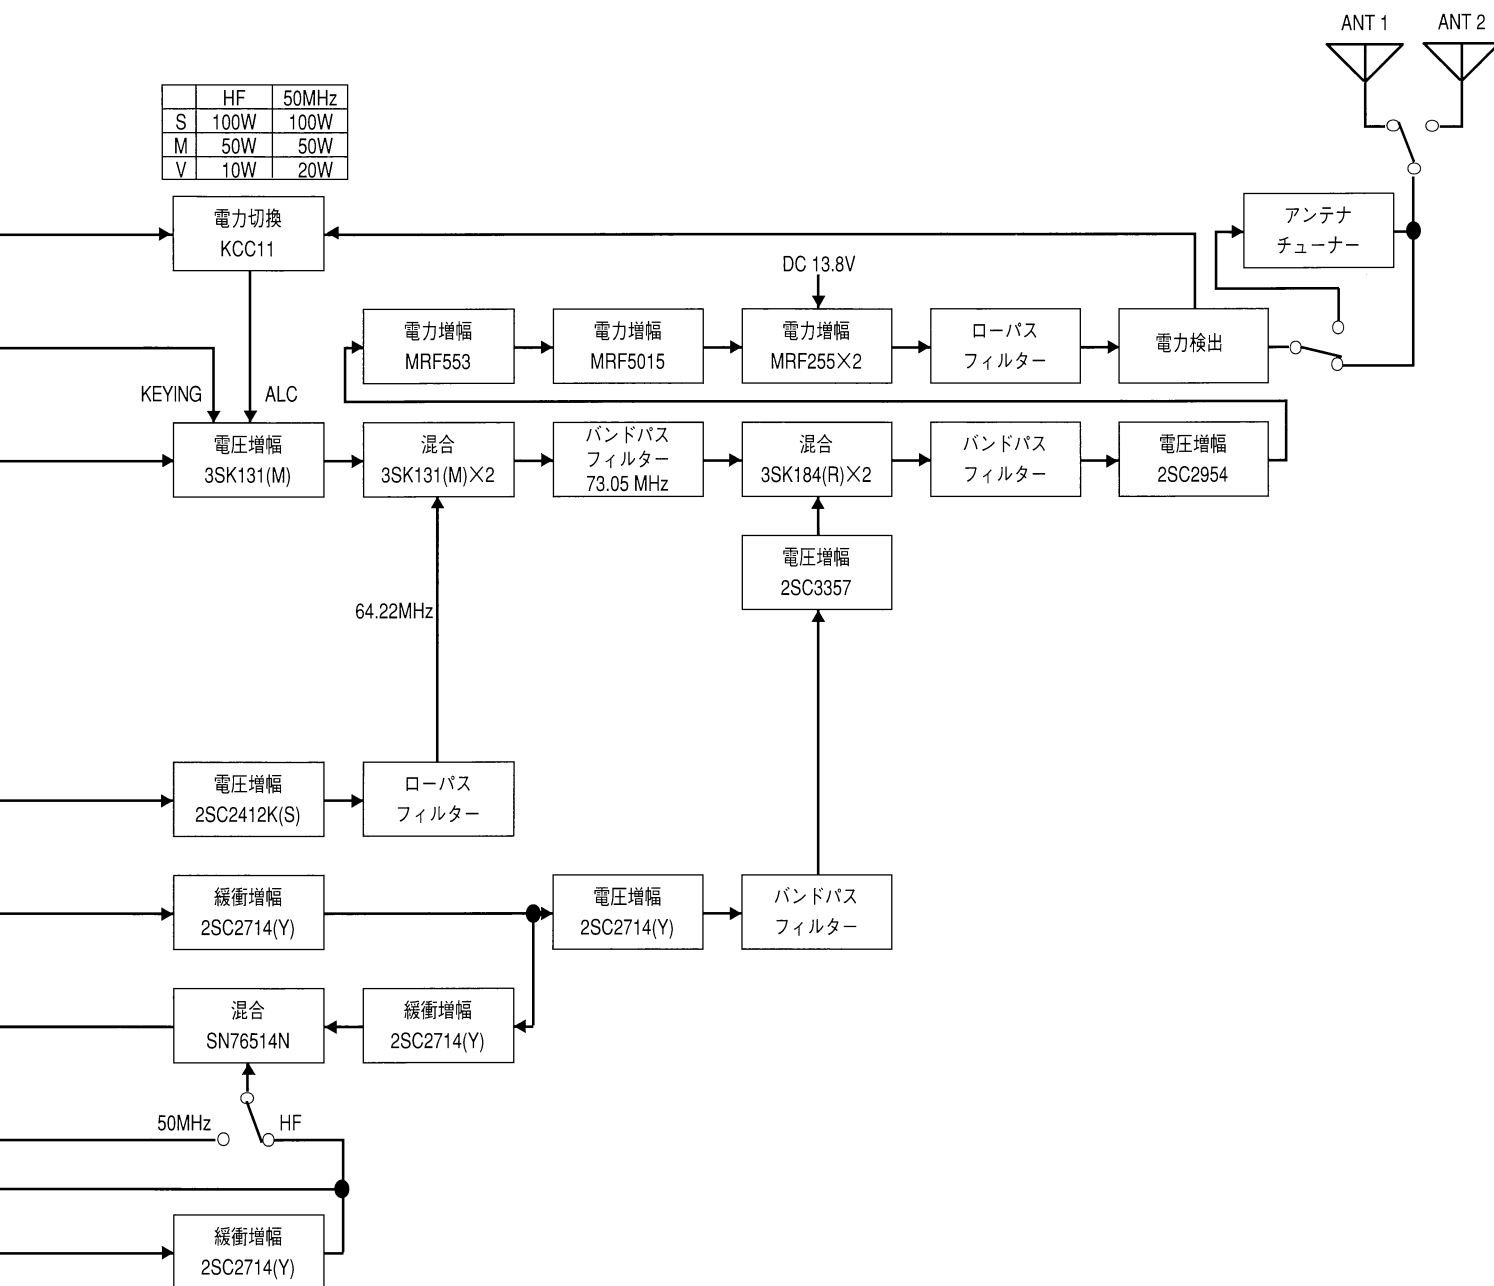 ANT 1 ANT 2
HF 50MHz
S 100W 100W
M 50W 50W
V 10W 20W
電力切換
KCC11
アンテナ
チューナー
DC 13.8V
電力増幅
MRF553
電力増幅
MRF5015
電力増幅
MRF255×2
ローパス
フィルター
電力検出
KEYING ALC
電圧増幅
3SK131(M)
混合
3SK131(M)×2
バンドパス
フィルター
73.05 MHz
混合
3SK184(R)×2
バンドパス
フィルター
電圧増幅
2SC2954
電圧増幅
2SC3357
64.22MHz
電圧増幅
2SC2412K(S)
ローパス
フィルター
緩衝増幅
2SC2714(Y)
電圧増幅
2SC2714(Y)
バンドパス
フィルター
混合
SN76514N
緩衝増幅
2SC2714(Y)
50MHz HF
緩衝増幅
2SC2714(Y)